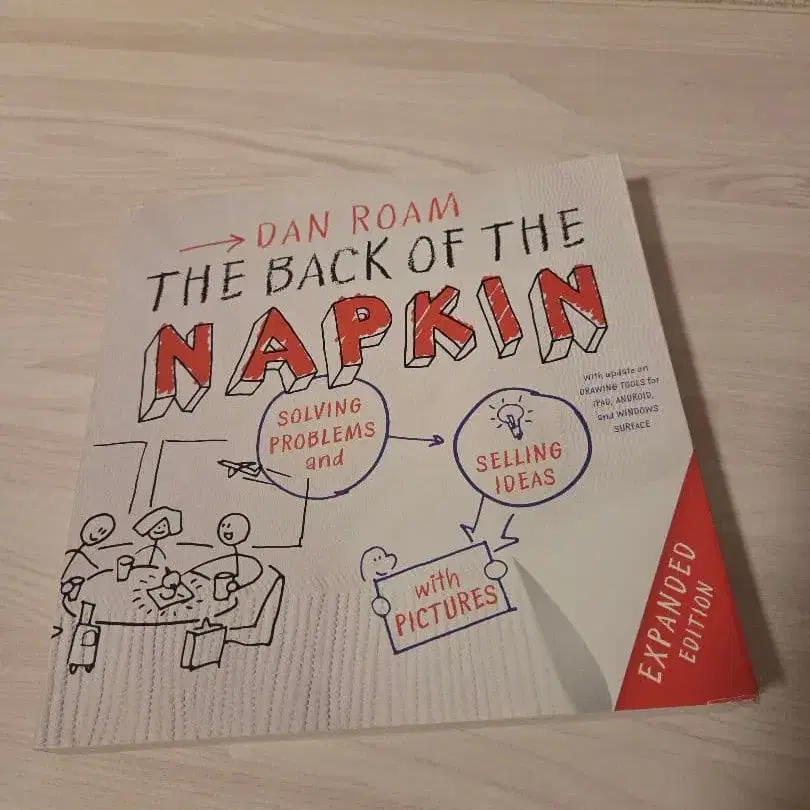 DAN ROAM
THE BACK OF THE
NAPKIN
SOLVING
PROBLEMS
and
SELLING
IDEAS
with
PICTURES
with update on
DRAWING TOOLS for
iPAD, ANDROID,
and WINDOWS
SURFACE
EXPANDED
EDITION